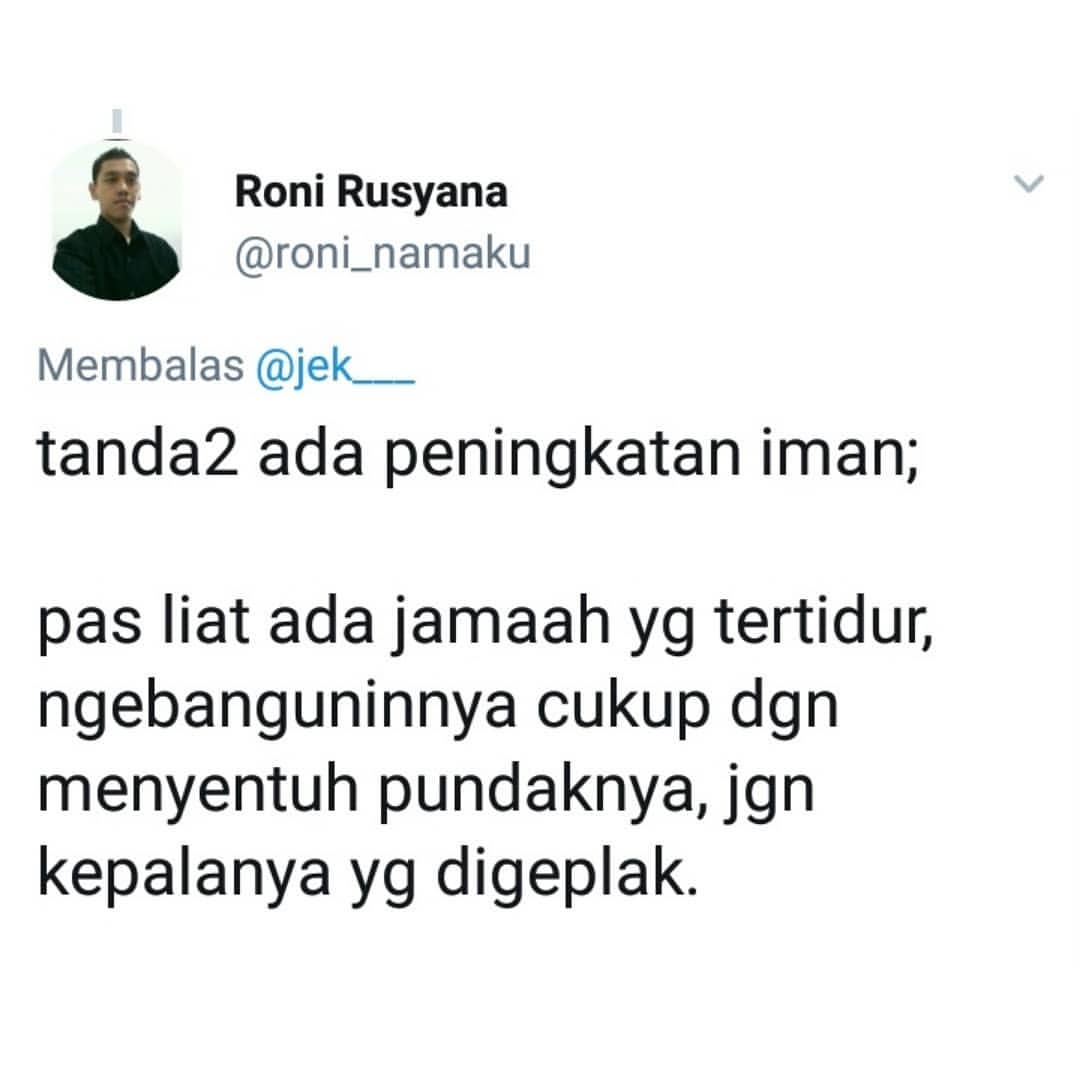 Roni Rusyana
@roni_namaku
Membalas @jek___
tanda2 ada peningkatan iman;
pas liat ada jamaah yg tertidur,
ngebanguninnya cukup dgn
menyentuh pundaknya, jgn
kepalanya yg digeplak.